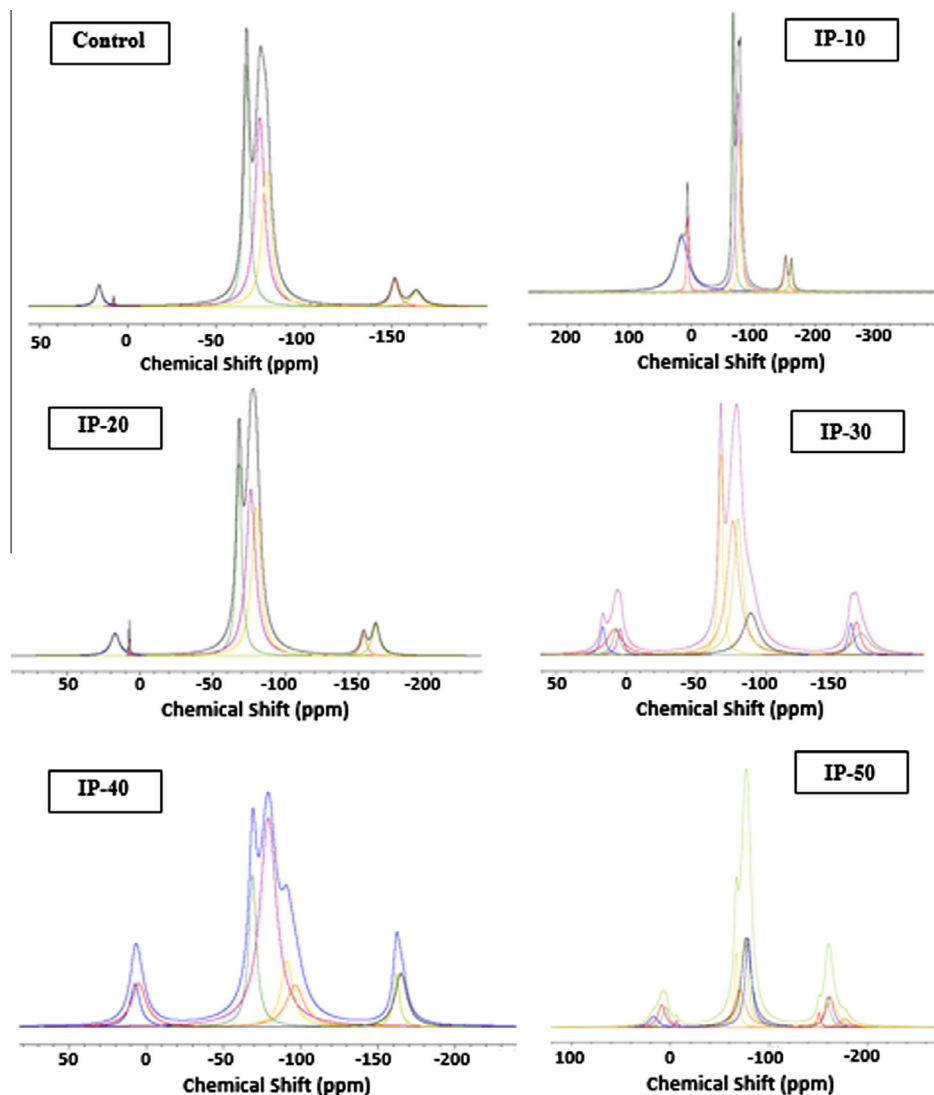 Control
IP-10
50 0 -50 -100 -150
Chemical Shift (ppm)
200 100 0 -100 -200 -300
Chemical Shift (ppm)
IP-20
IP-30
50 0 -50 -100 -150 -200
Chemical Shift (ppm)
50 0 -50 -100 -150
Chemical Shift (ppm)
IP-40
IP-50
50 0 -50 -100 -150 -200
Chemical Shift (ppm)
100 0 -100 -200
Chemical Shift (ppm)